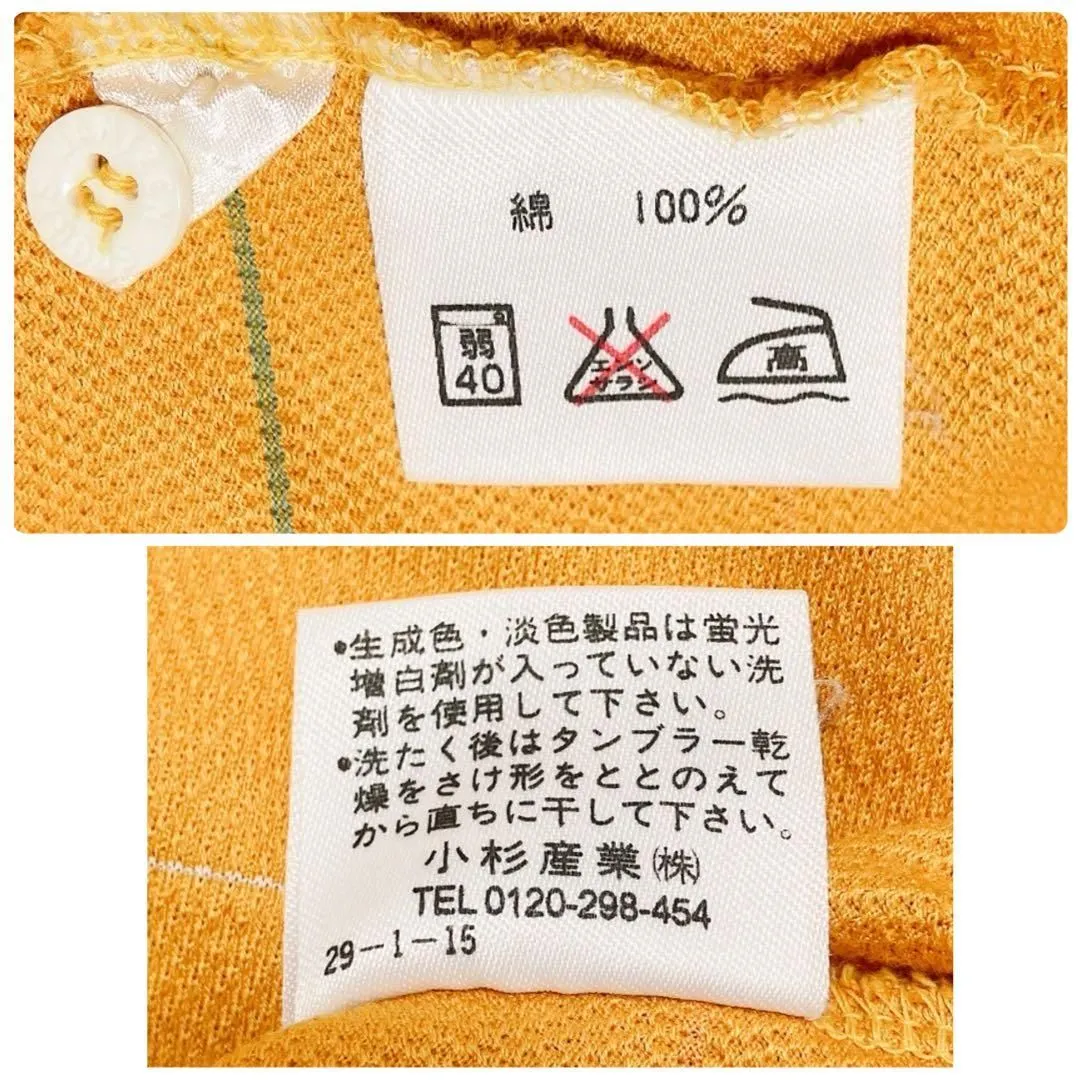 綿 100%
弱
40
エンソ
サラシ
高
•生成色・淡色製品は蛍光
増白剤が入っていない洗
剤を使用して下さい。
•洗たく後はタンブラー乾
燥をさけ形をととのえて
から直ちに干して下さい。
小杉産業(株)
TEL 0120-298-454
29-1-15